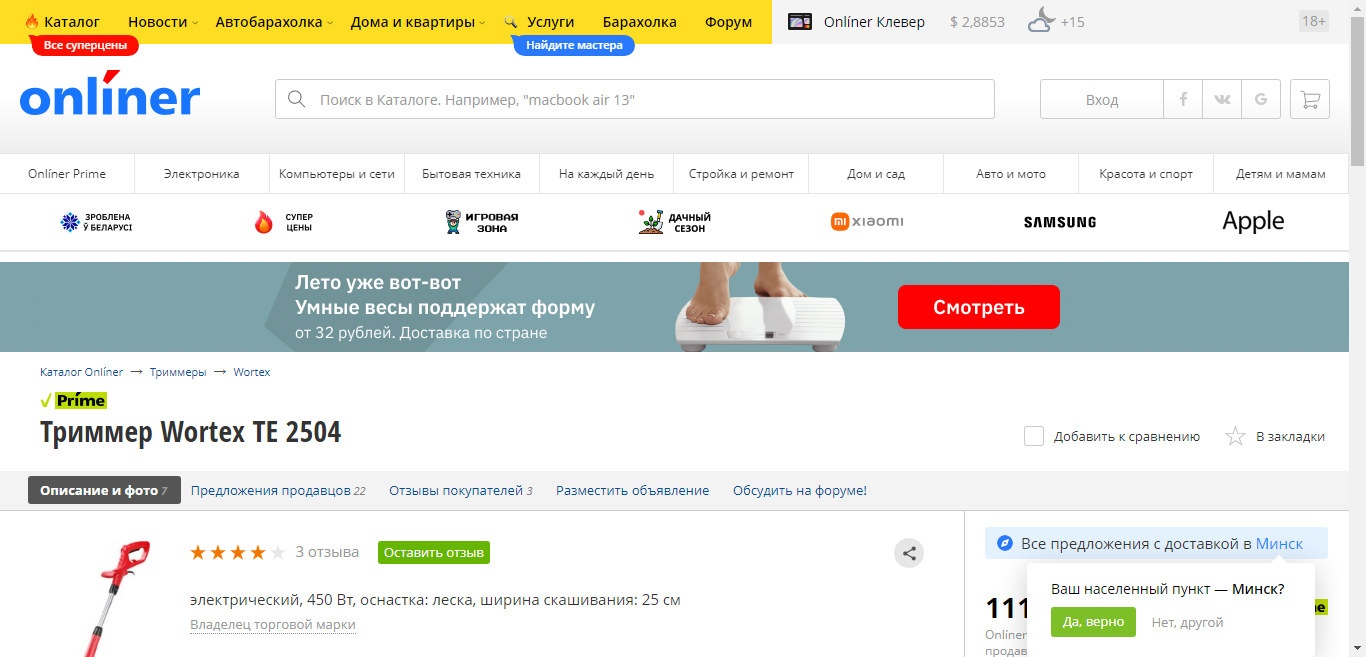 Каталог Новости Автобарахолка Дома и квартиры Услуги Барахолка Форум Onlíner Клевер $ 2,8853 +15 18+
Все суперцены Найдите мастера
onlíner
Поиск в Каталоге. Например, "macbook air 13"
Вход
Onlíner Prime Электроника Компьютеры и сети Бытовая техника На каждый день Стройка и ремонт Дом и сад Авто и мото Красота и спорт Детям и мамам
ЗРОБЛЕНА
Ў БЕЛАРУСІ
СУПЕР
ЦЕНЫ
ИГРОВАЯ
ЗОНА
ДАЧНЫЙ
СЕЗОН
mi xiaomi
SAMSUNG
Apple
Лето уже вот-вот
Умные весы поддержат форму
от 32 рублей. Доставка по стране
Смотреть
Каталог Onlíner → Триммеры → Wortex
Príme
Триммер Wortex TE 2504
Добавить к сравнению В закладки
Описание и фото 7 Предложения продавцов 22 Отзывы покупателей 3 Разместить объявление Обсудить на форуме!
3 отзыва Оставить отзыв
электрический, 450 Вт, оснастка: леска, ширина скашивания: 25 см
Владелец торговой марки
Все предложения с доставкой в Минск
Ваш населенный пункт — Минск?
Да, верно Нет, другой
111
Onlíner